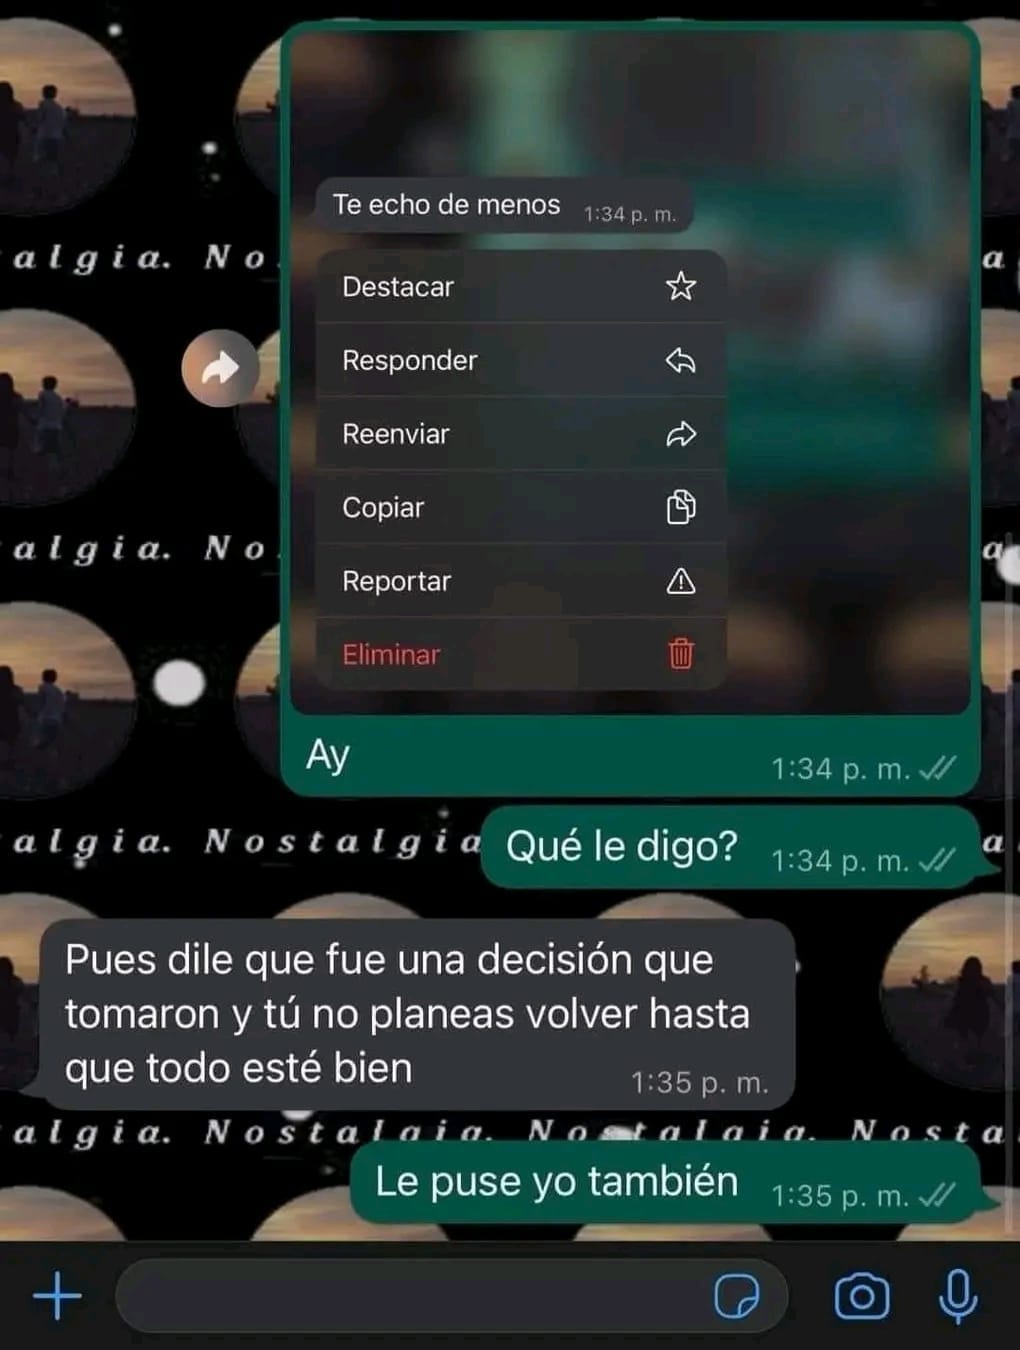 Te echo de menos 1:34 p. m.
Destacar
Responder
Reenviar
Copiar
Reportar
Eliminar
Ay 1:34 p. m.
algia. No
a
algia. No
a
algia. Nostalgia
a
Qué le digo? 1:34 p. m.
Pues dile que fue una decisión que
tomaron y tú no planeas volver hasta
que todo esté bien 1:35 p. m.
algia. Nostalgia. Nostalgia. Nosta
Le puse yo también 1:35 p. m.